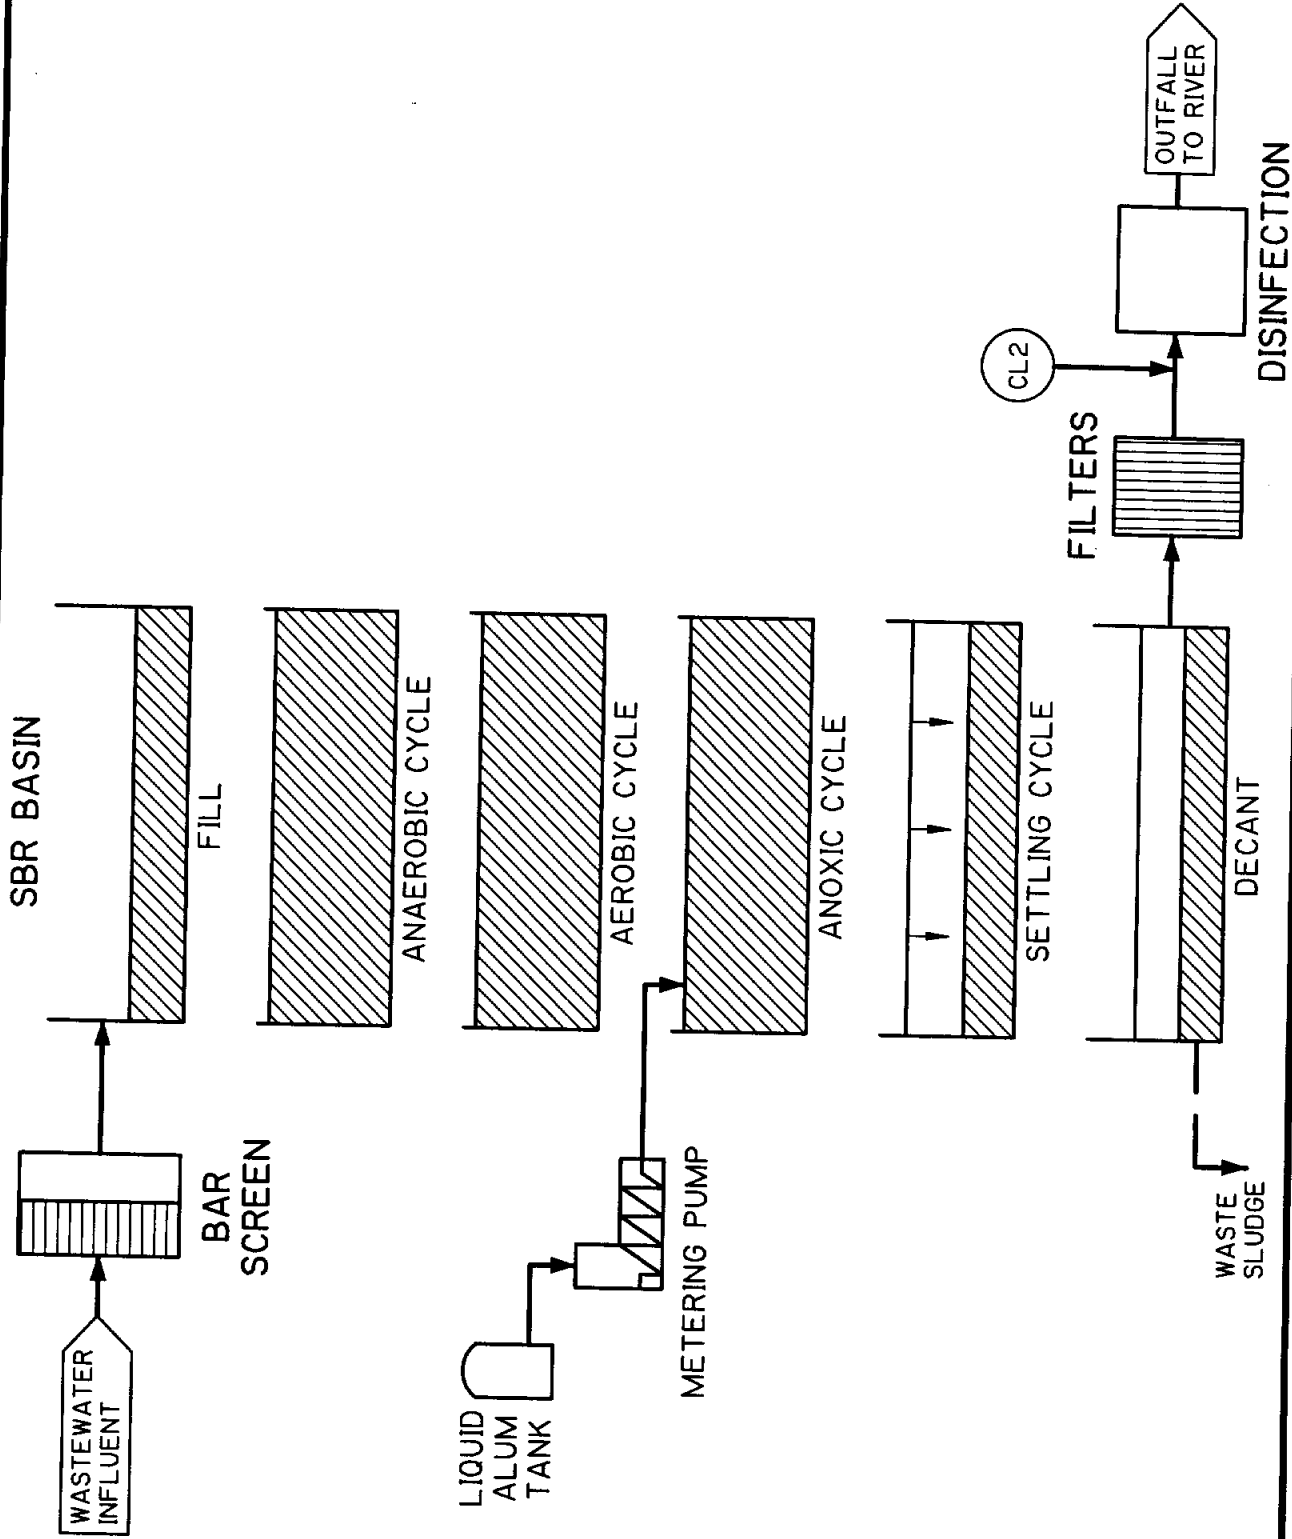 SBR BASIN
WASTEWATER
INFLUENT
BAR
SCREEN
FILL
ANAEROBIC CYCLE
AEROBIC CYCLE
LIQUID
ALUM
TANK
METERING PUMP
ANOXIC CYCLE
SETTLING CYCLE
WASTE
SLUDGE
DECANT
FILTERS
CL2
DISINFECTION
OUTFALL
TO RIVER